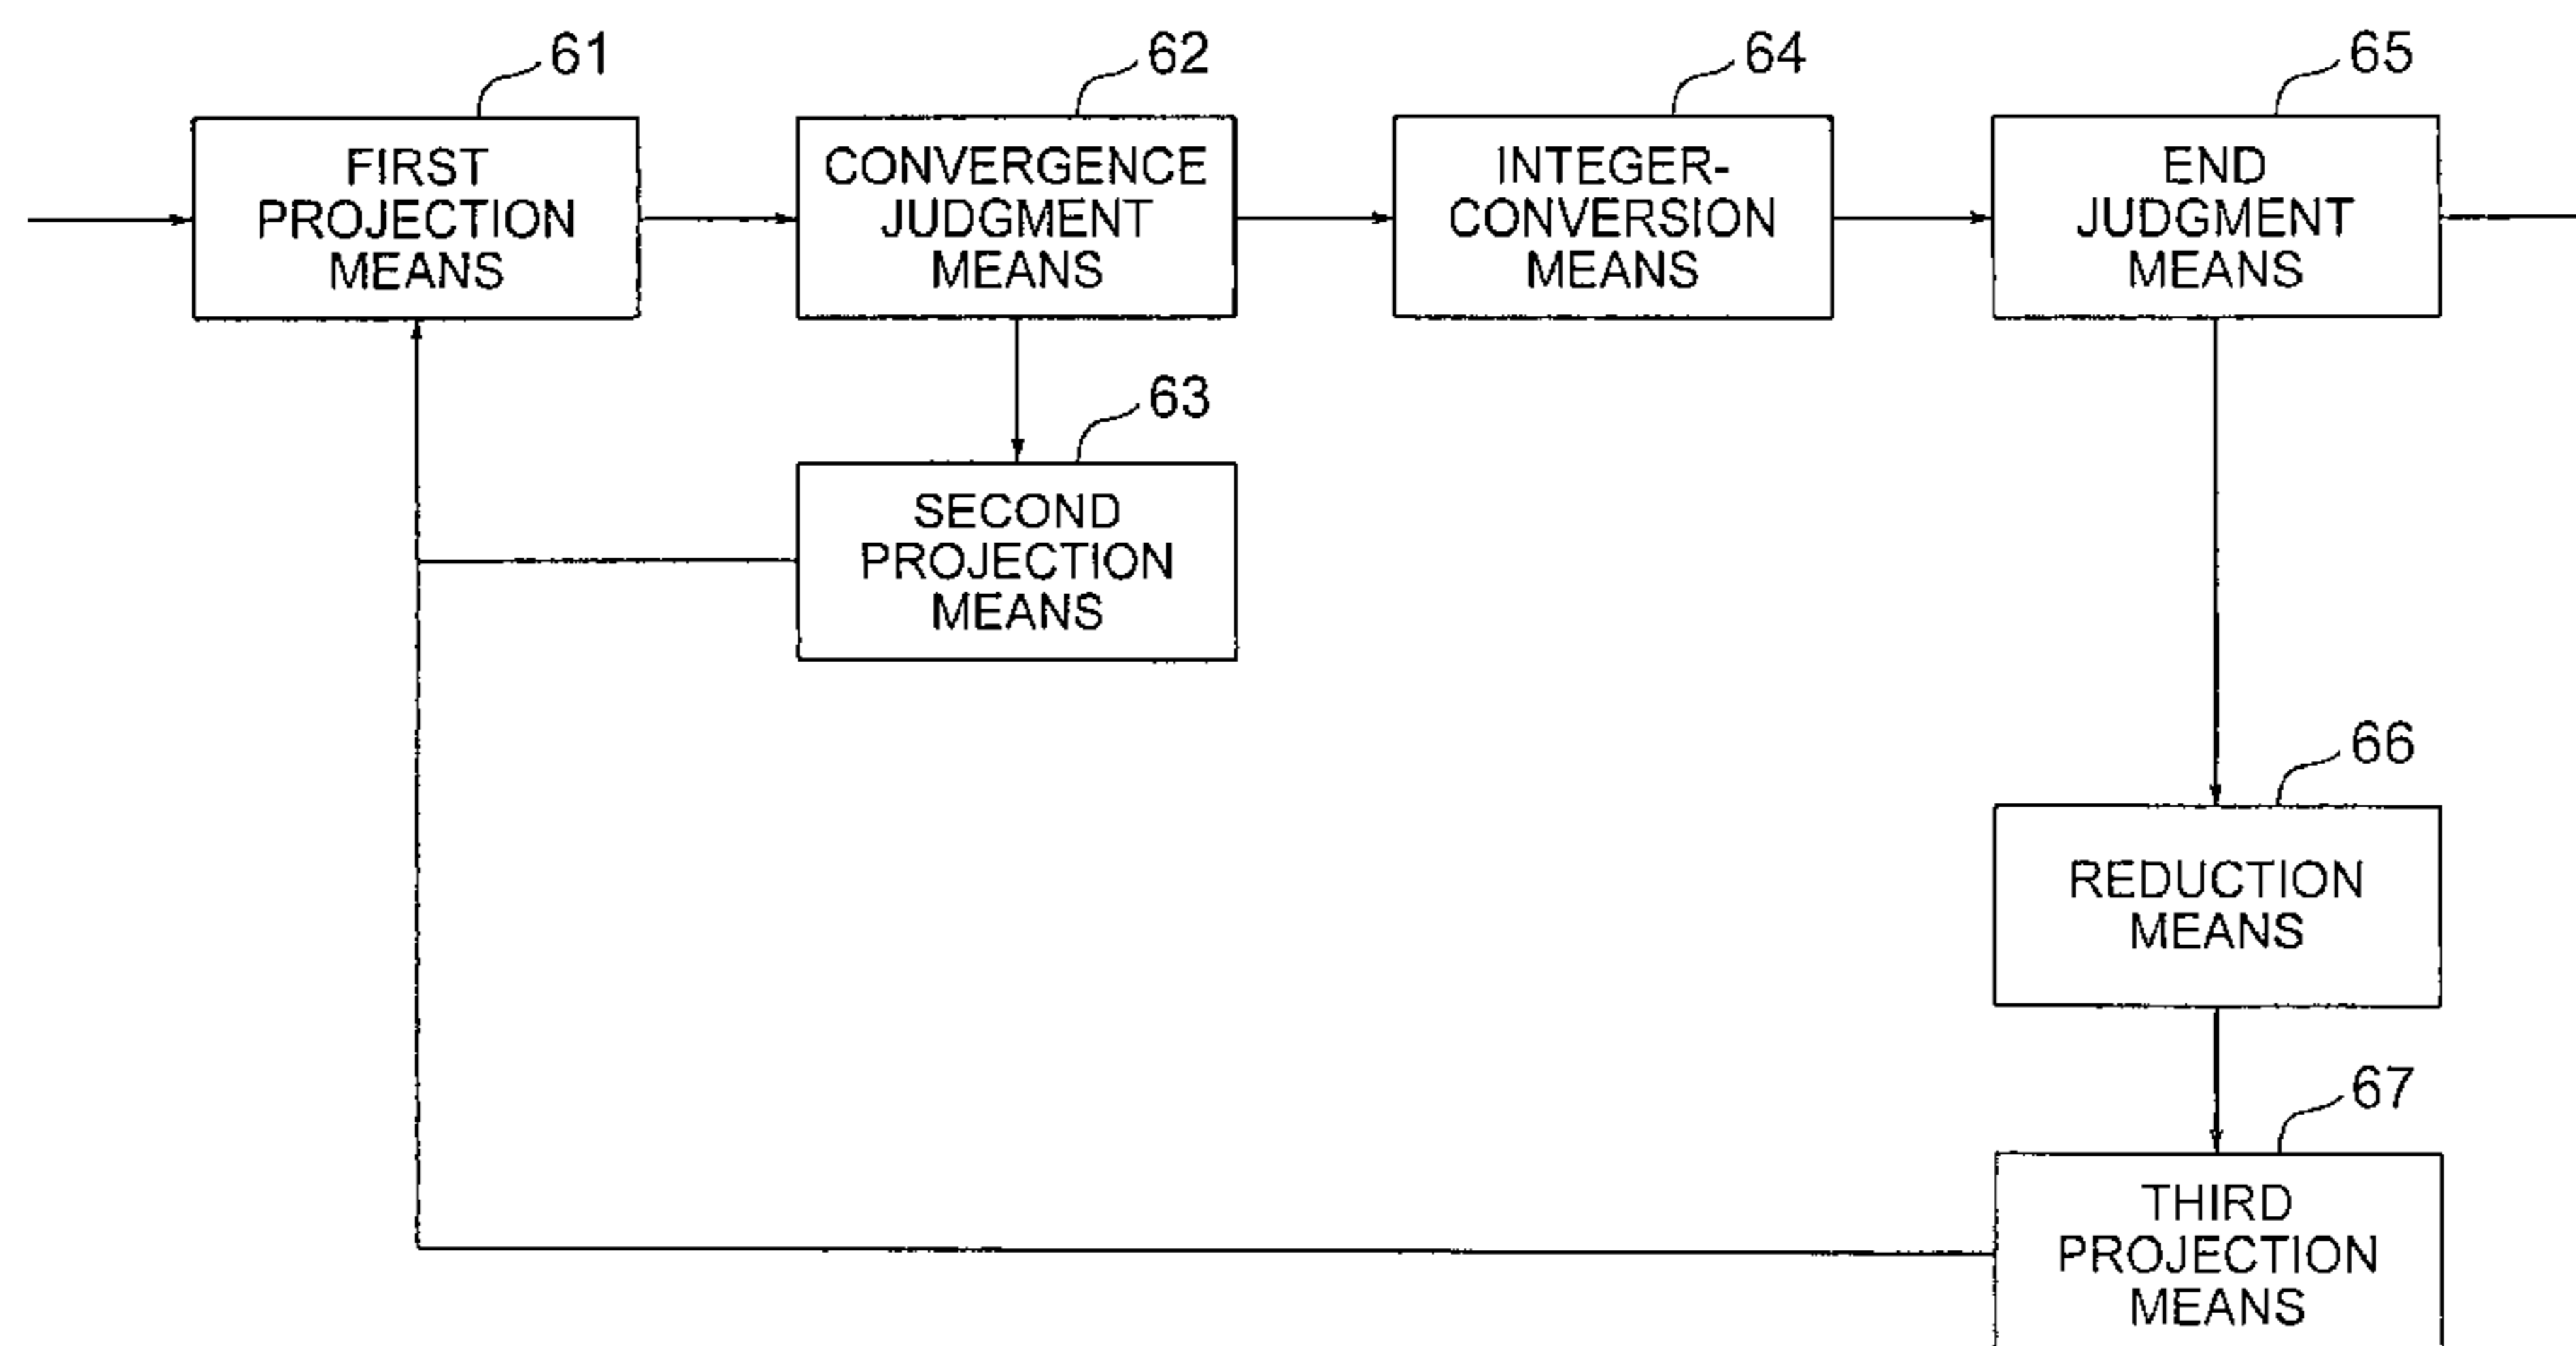 61
FIRST
PROJECTION
MEANS
62
CONVERGENCE
JUDGMENT
MEANS
64
INTEGER-
CONVERSION
MEANS
65
END
JUDGMENT
MEANS
63
SECOND
PROJECTION
MEANS
66
REDUCTION
MEANS
67
THIRD
PROJECTION
MEANS